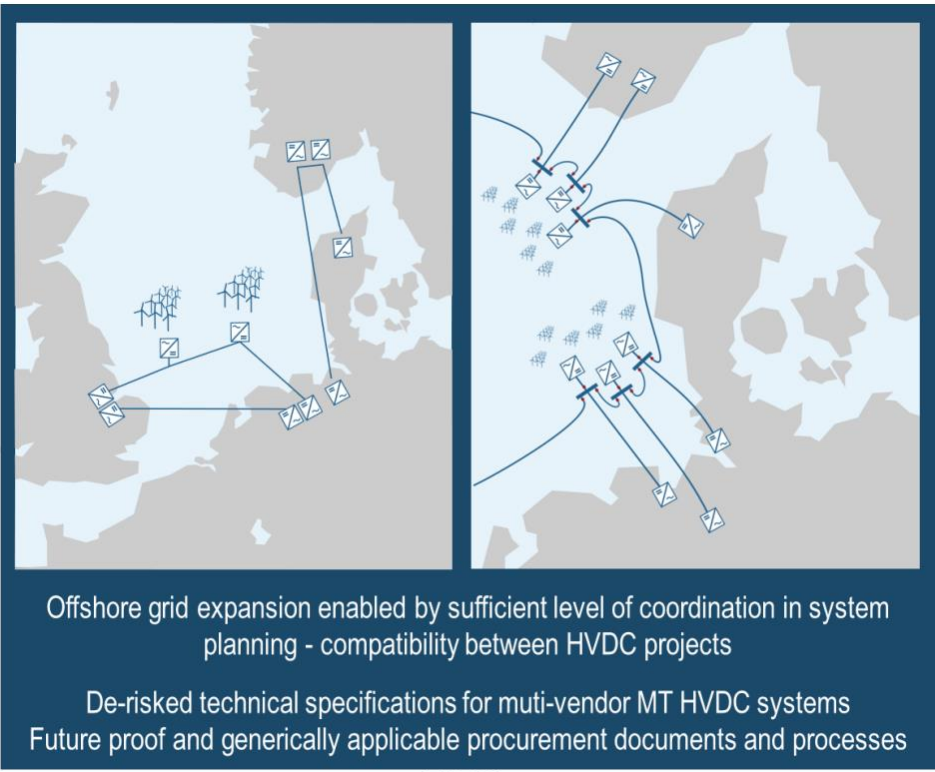 Offshore grid expansion enabled by sufficient level of coordination in system
planning - compatibility between HVDC projects
De-risked technical specifications for muti-vendor MT HVDC systems
Future proof and generically applicable procurement documents and processes